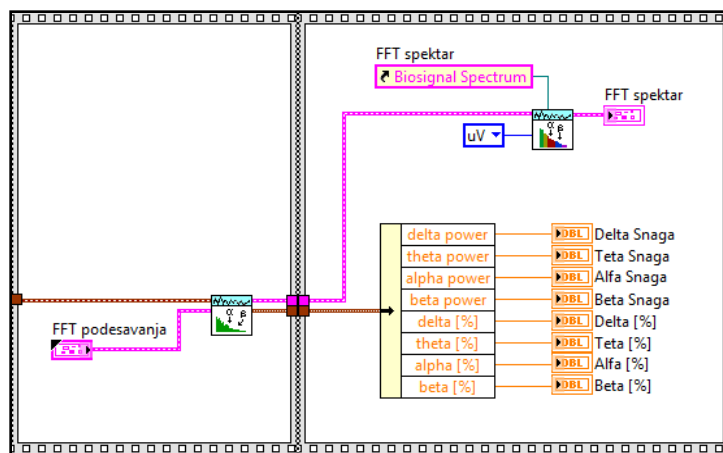 FFT spektar
Biosignal Spectrum
FFT spektar
uV
α β
α β
FFT podesavanja
delta power
theta power
alpha power
beta power
delta [%]
theta [%]
alpha [%]
beta [%]
DBL Delta Snaga
DBL Teta Snaga
DBL Alfa Snaga
DBL Beta Snaga
DBL Delta [%]
DBL Teta [%]
DBL Alfa [%]
DBL Beta [%]